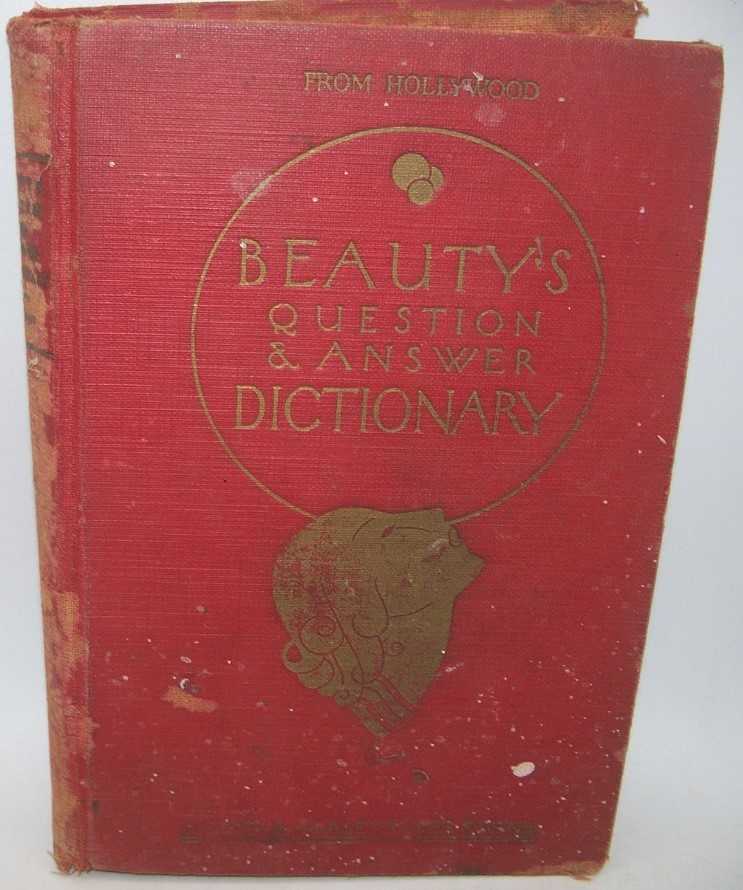 FROM HOLLYWOOD
BEAUTY'S
QUESTION
& ANSWER
DICTIONARY